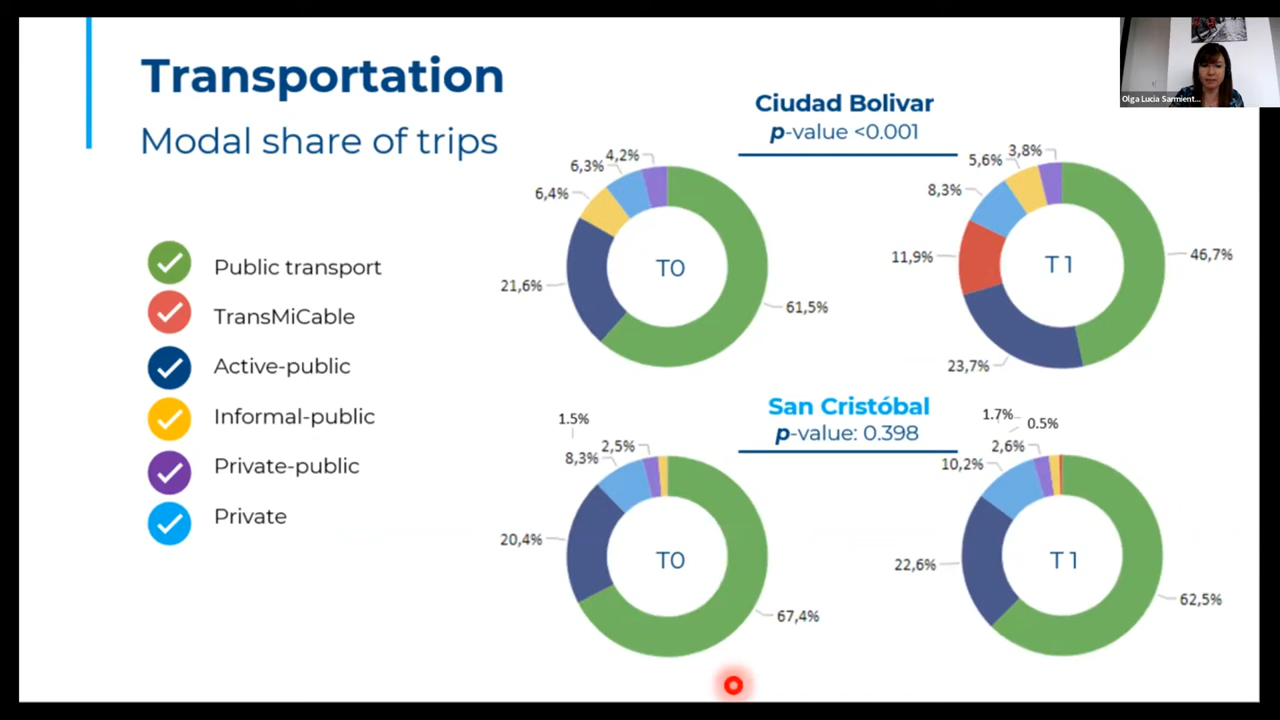 Transportation
Modal share of trips
Public transport
TransMiCable
Active-public
Informal-public
Private-public
Private
Ciudad Bolivar
p-value <0.001
4,2%
6,3%
6,4%
21,6%
61,5%
T0
3,8%
5,6%
8,3%
11,9%
23,7%
46,7%
T1
San Cristóbal
p-value: 0.398
1.5%
2,5%
8,3%
20,4%
67,4%
T0
1.7%
0.5%
2,6%
10,2%
22,6%
62,5%
T1
Olga Lucia Sarmient...